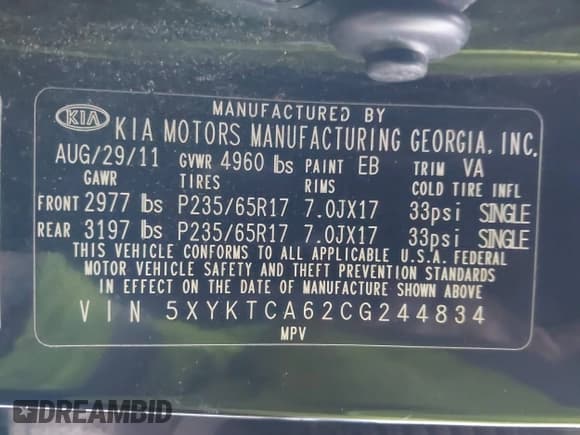 MANUFACTURED BY
KIA KIA MOTORS MANUFACTURING GEORGIA, INC.
AUG/29/11 GVWR 4960 lbs PAINT EB TRIM VA
GAWR TIRES RIMS COLD TIRE INFL
FRONT 2977 lbs P235/65R17 7.0JX17 33psi SINGLE
REAR 3197 lbs P235/65R17 7.0JX17 33psi SINGLE
THIS VEHICLE CONFORMS TO ALL APPLICABLE U.S.A. FEDERAL
MOTOR VEHICLE SAFETY AND THEFT PREVENTION STANDARDS
IN EFFECT ON THE DATE OF MANUFACTURE SHOWN ABOVE
VIN 5XYKTCA62CG244834
MPV
DREAMBID